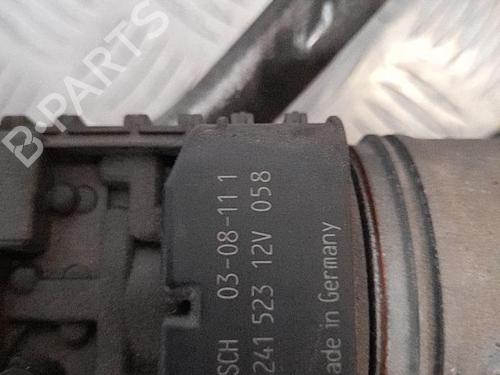 SCH 03-08-11 1
241 523 12V 058
ade in Germany
B-PARTS